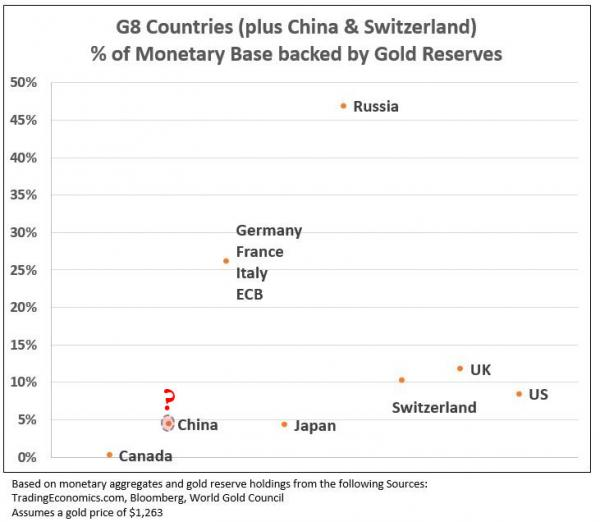 G8 Countries (plus China & Switzerland)
% of Monetary Base backed by Gold Reserves
50%
45%
40%
35%
30%
25%
20%
15%
10%
5%
0%
Russia
Germany
France
Italy
ECB
UK
US
Switzerland
?
China
Japan
Canada
Based on monetary aggregates and gold reserve holdings from the following Sources:
TradingEconomics.com, Bloomberg, World Gold Council
Assumes a gold price of $1,263